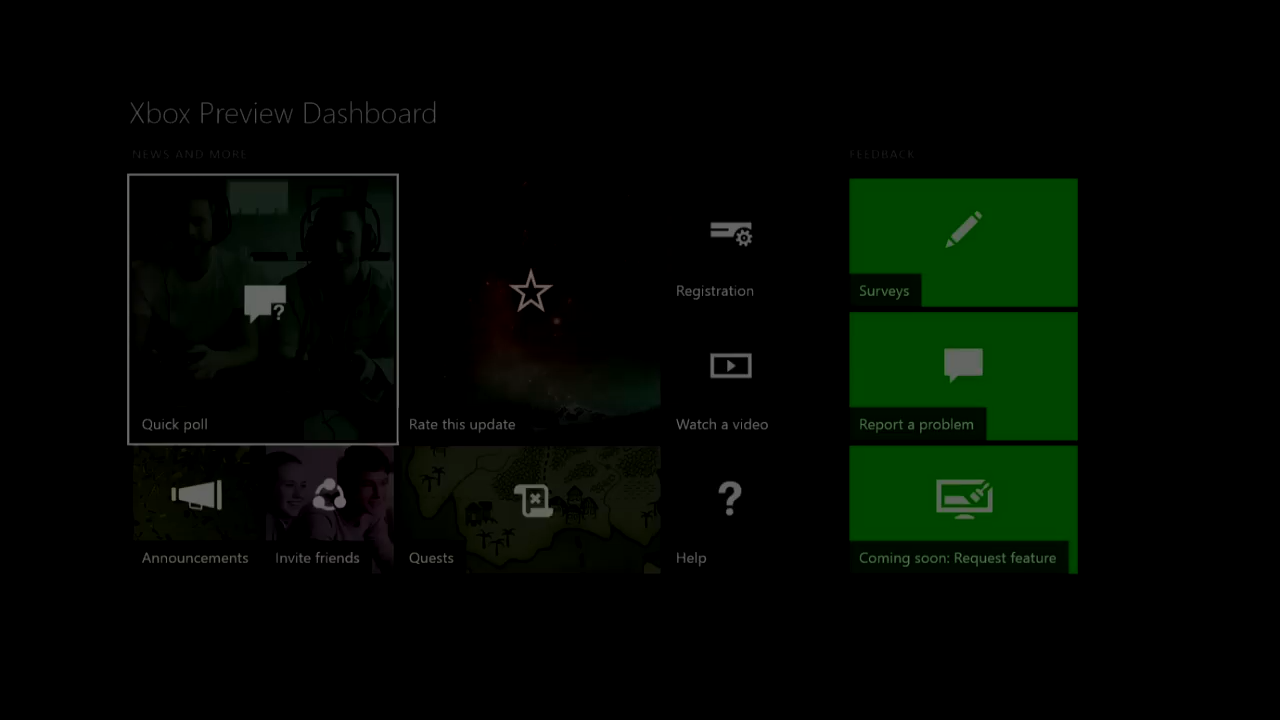 Xbox Preview Dashboard
NEWS AND MORE
FEEDBACK
Quick poll
Rate this update
Registration
Watch a video
Surveys
Report a problem
Announcements
Invite friends
Quests
Help
Coming soon: Request feature